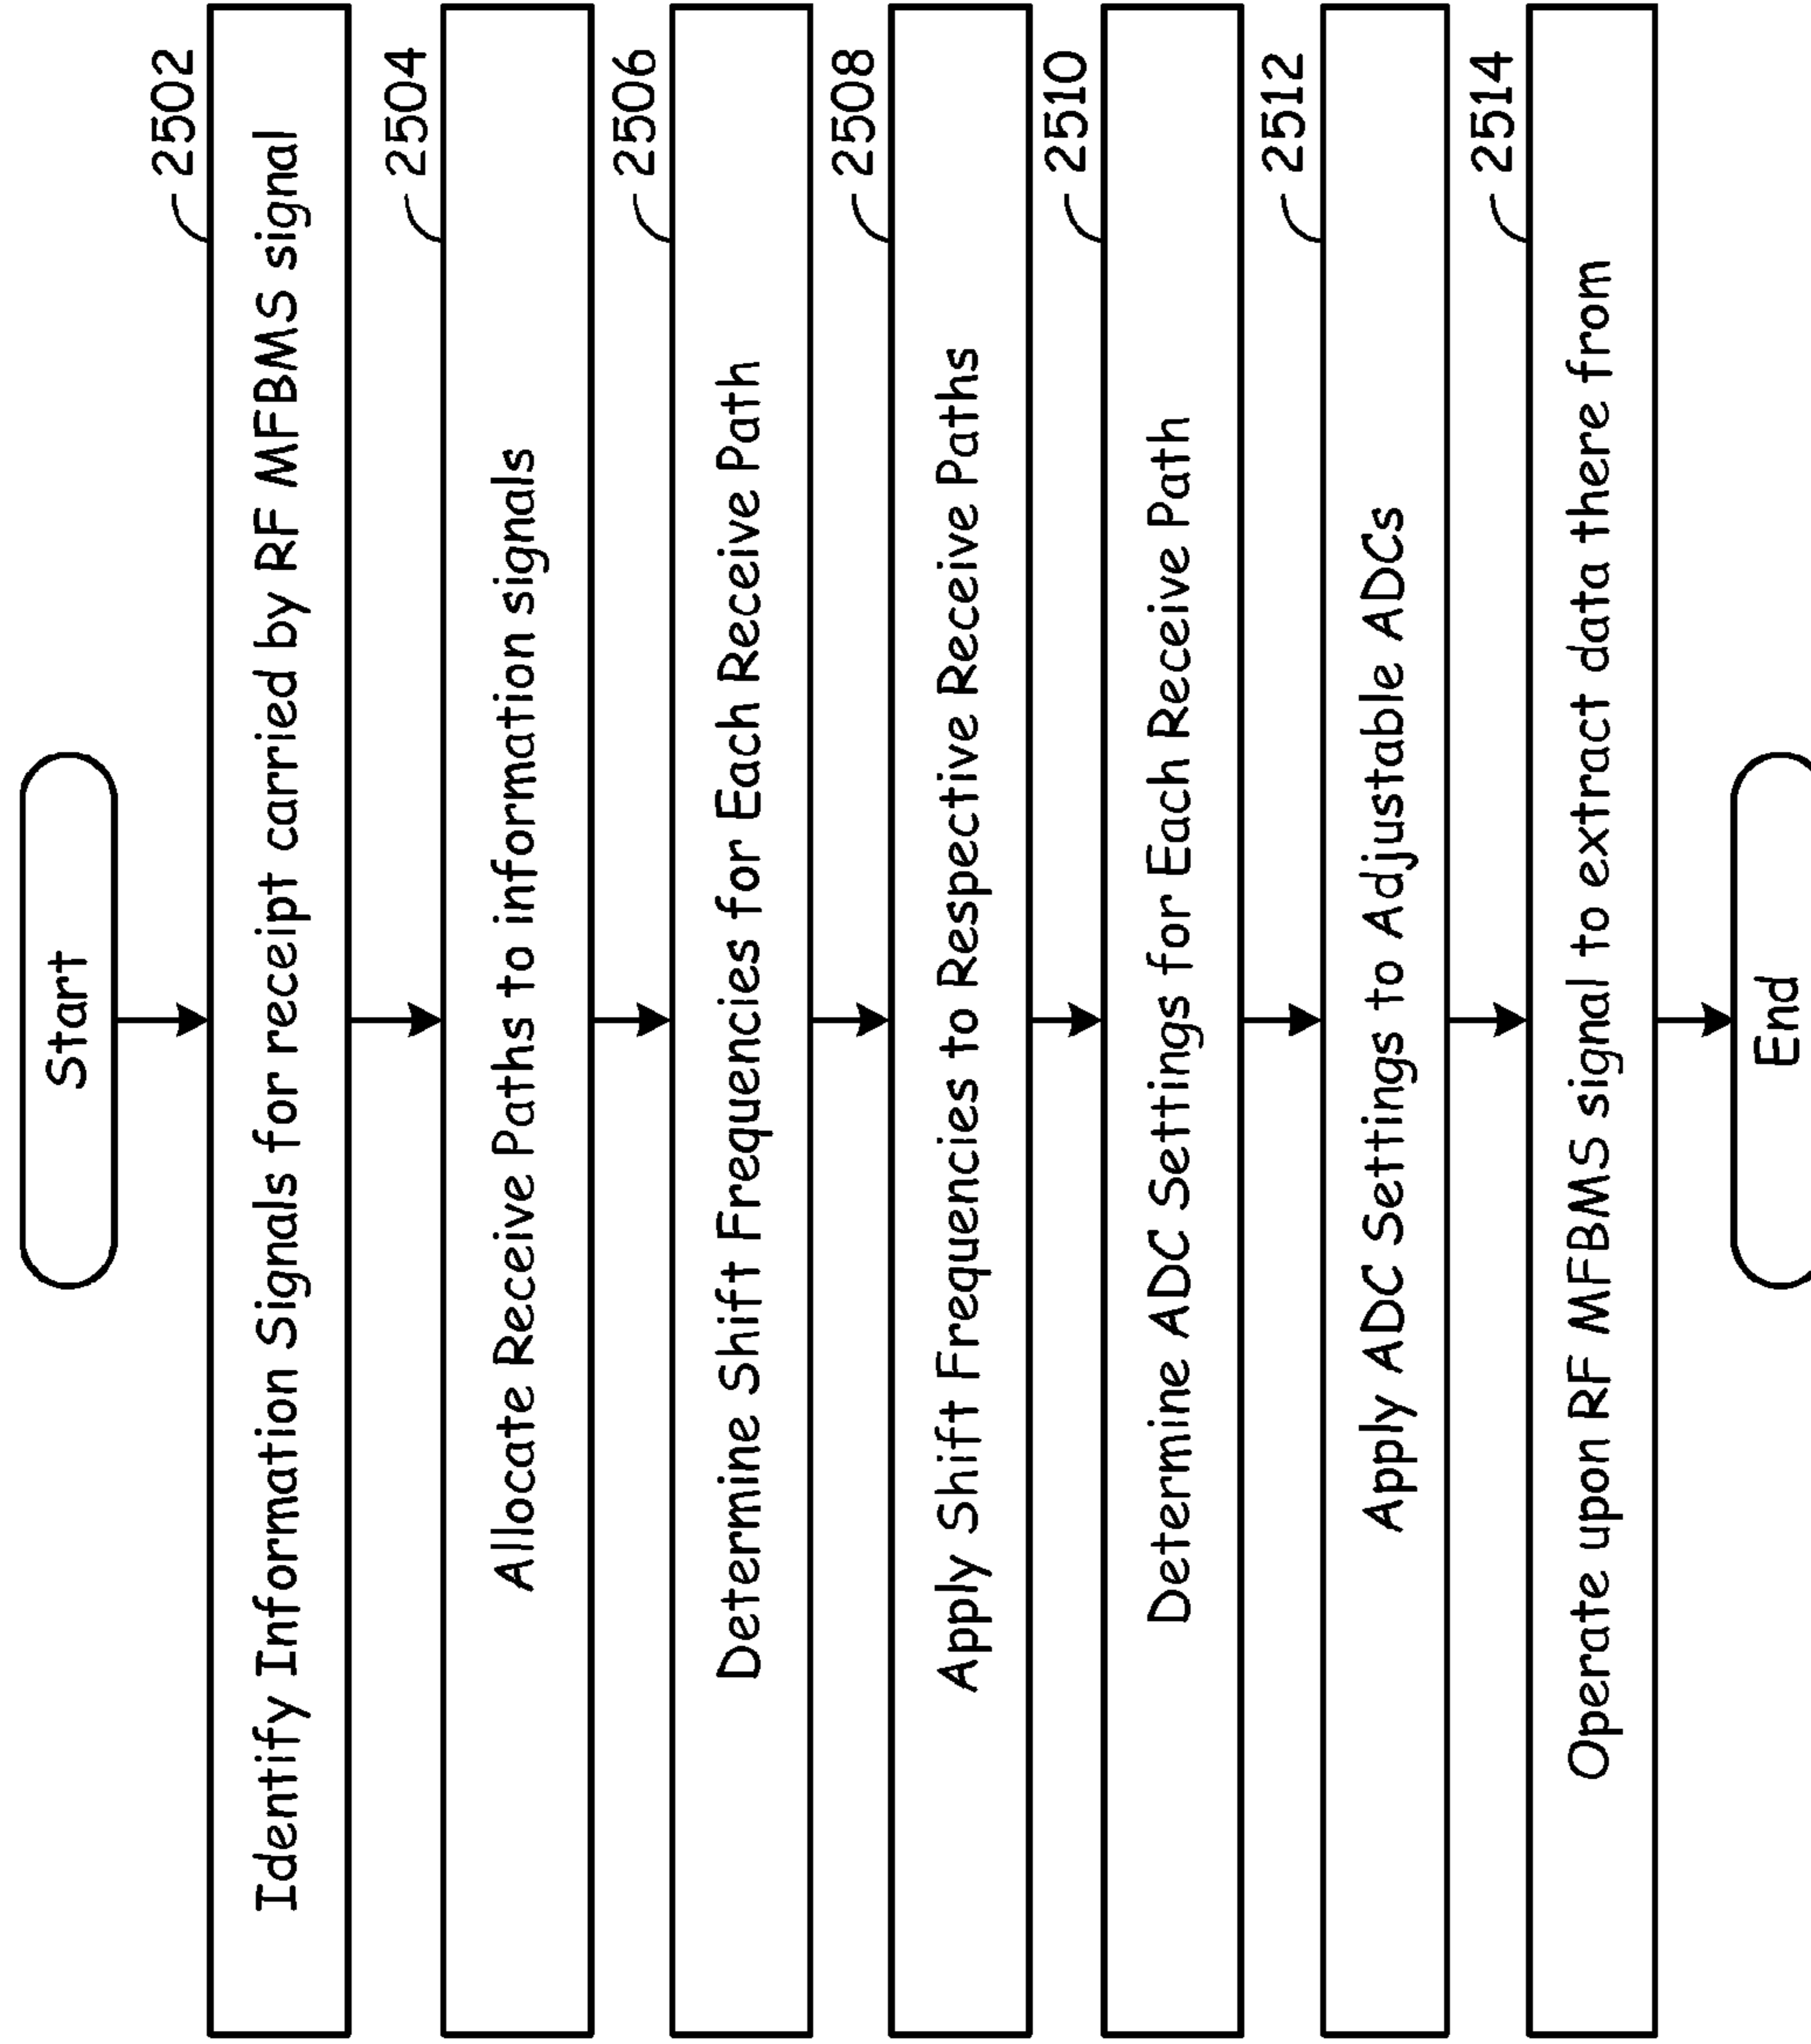 Start
2502
Identify Information Signals for receipt carried by RF MFBMS signal
2504
Allocate Receive Paths to information signals
2506
Determine Shift Frequencies for Each Receive Path
2508
Apply Shift Frequencies to Respective Receive Paths
2510
Determine ADC Settings for Each Receive Path
2512
Apply ADC Settings to Adjustable ADCs
2514
Operate upon RF MFBMS signal to extract data there from
End